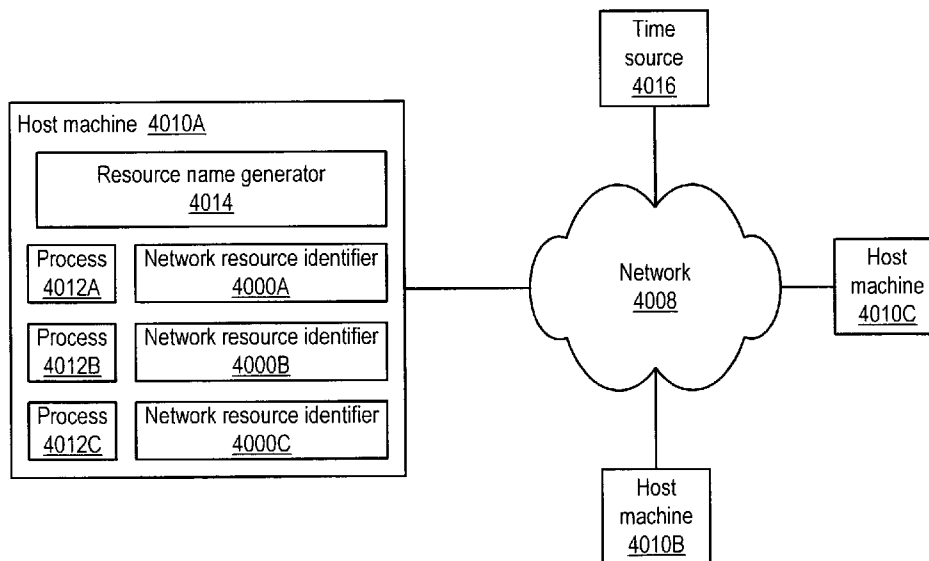 Time
source
4016
Host machine 4010A
Resource name generator
4014
Process
4012A
Network resource identifier
4000A
Process
4012B
Network resource identifier
4000B
Process
4012C
Network resource identifier
4000C
Network
4008
Host
machine
4010C
Host
machine
4010B